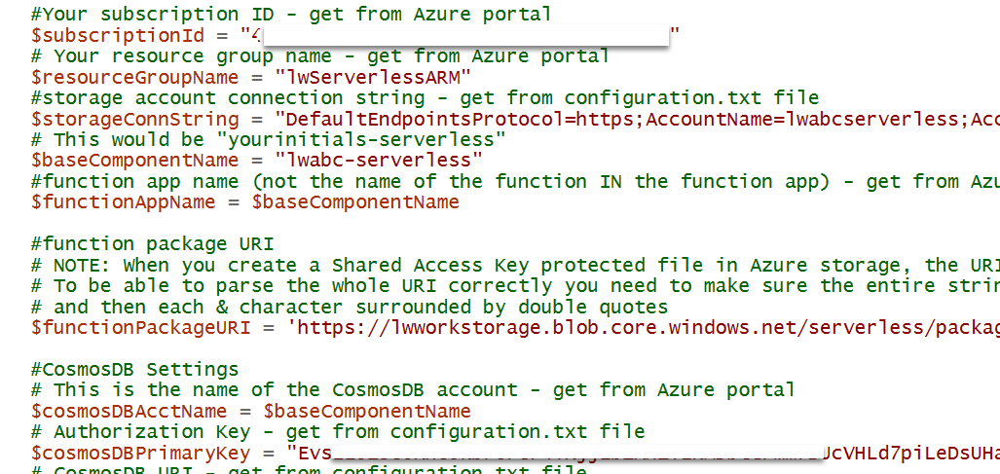 #Your subscription ID - get from Azure portal
$subscriptionId = "4 "
# Your resource group name - get from Azure portal
$resourceGroupName = "lwServerlessARM"
#storage account connection string - get from configuration.txt file
$storageConnString = "DefaultEndpointsProtocol=https;AccountName=lwabcserverless;Acc
# This would be "yourinitials-serverless"
$baseComponentName = "lwabc-serverless"
#function app name (not the name of the function IN the function app) - get from Azu
$functionAppName = $baseComponentName
#function package URI
# NOTE: When you create a Shared Access Key protected file in Azure storage, the URI
# To be able to parse the whole URI correctly you need to make sure the entire strin
# and then each & character surrounded by double quotes
$functionPackageURI = 'https://lwworkstorage.blob.core.windows.net/serverless/packag
#CosmosDB Settings
# This is the name of the CosmosDB account - get from Azure portal
$cosmosDBAcctName = $baseComponentName
# Authorization Key - get from configuration.txt file
$cosmosDBPrimaryKey = "Evs
# CosmosDB URI - get from configuration.txt file